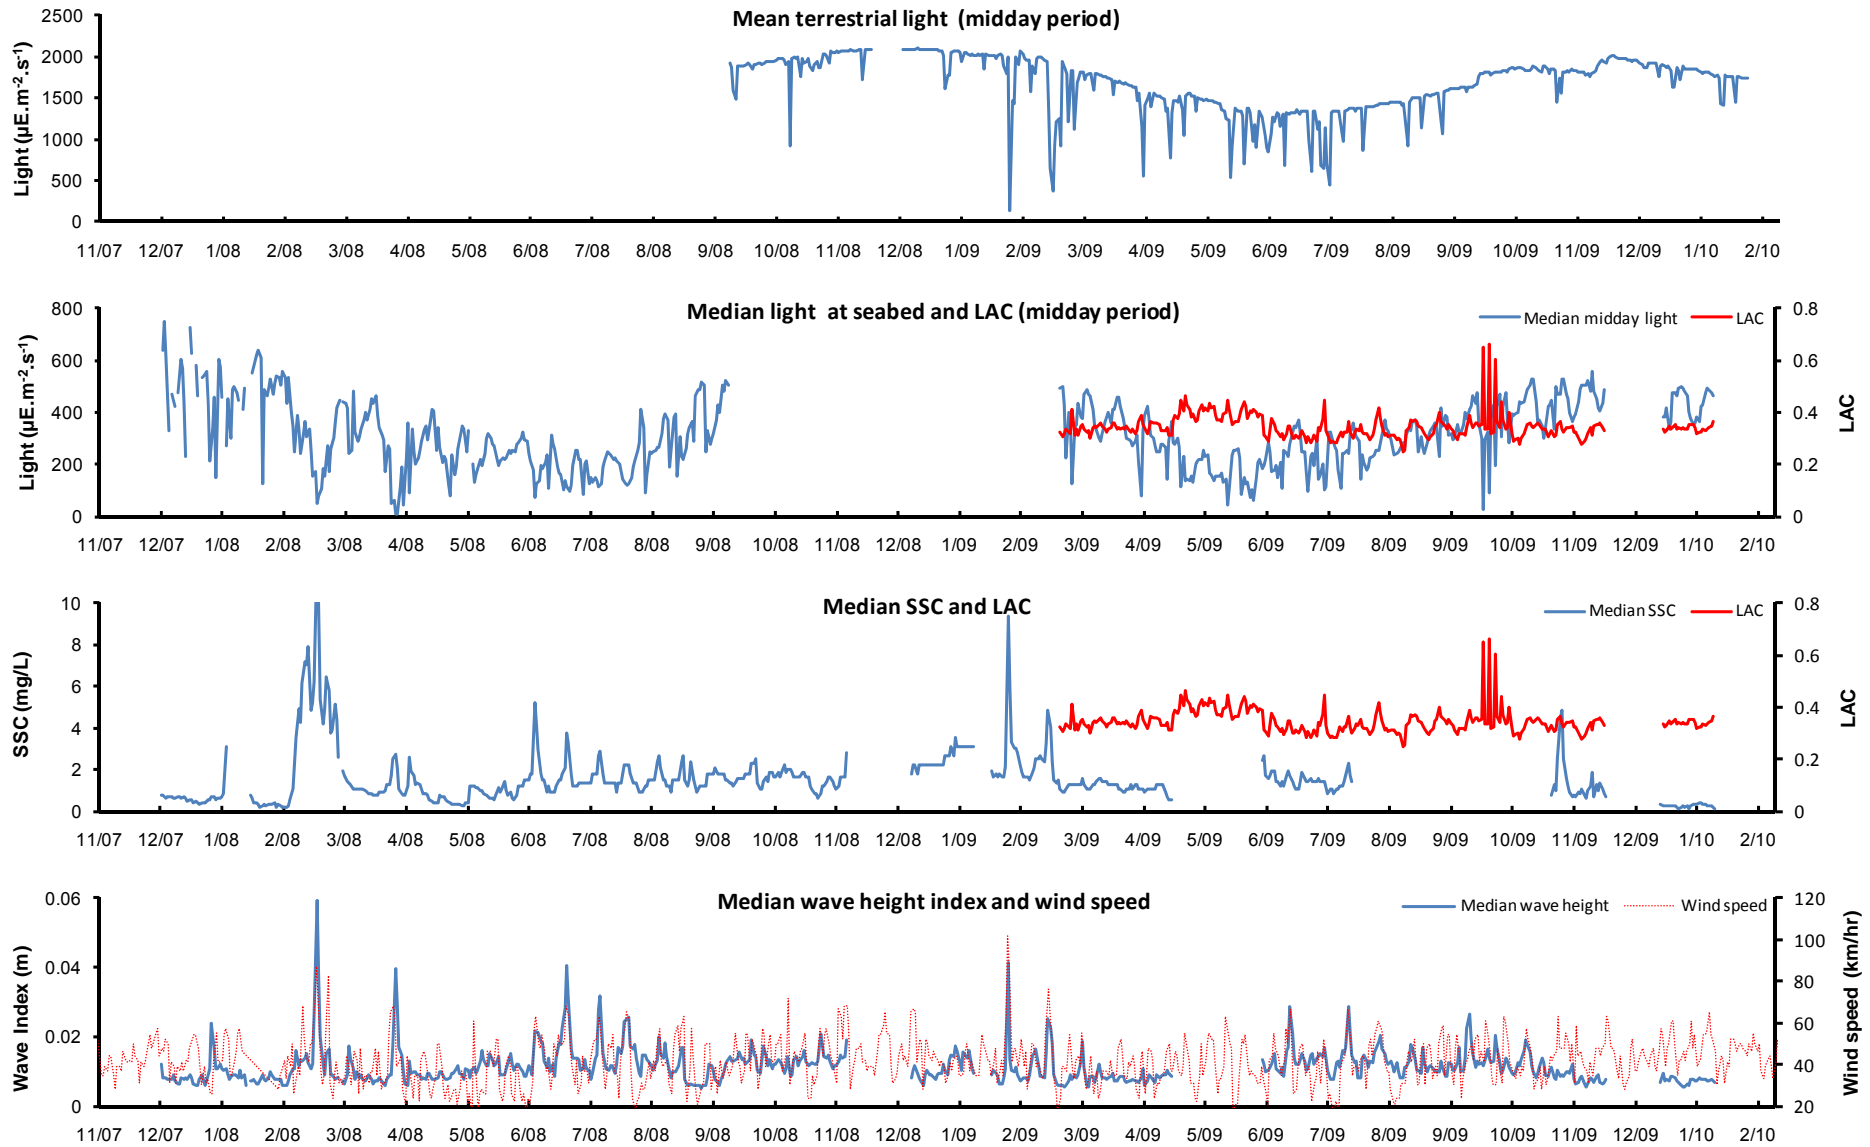 Mean terrestrial light (midday period)
Light (µE.m-2.s-1)
2500
2000
1500
1000
500
0
11/07 12/07 1/08 2/08 3/08 4/08 5/08 6/08 7/08 8/08 9/08 10/08 11/08 12/08 1/09 2/09 3/09 4/09 5/09 6/09 7/09 8/09 9/09 10/09 11/09 12/09 1/10 2/10
Median light at seabed and LAC (midday period)
Median midday light LAC
Light (µE.m-2.s-1)
800
600
400
200
0
0.8
0.6
0.4
0.2
0
LAC
11/07 12/07 1/08 2/08 3/08 4/08 5/08 6/08 7/08 8/08 9/08 10/08 11/08 12/08 1/09 2/09 3/09 4/09 5/09 6/09 7/09 8/09 9/09 10/09 11/09 12/09 1/10 2/10
Median SSC and LAC
Median SSC LAC
SSC (mg/L)
10
8
6
4
2
0
0.8
0.6
0.4
0.2
0
LAC
11/07 12/07 1/08 2/08 3/08 4/08 5/08 6/08 7/08 8/08 9/08 10/08 11/08 12/08 1/09 2/09 3/09 4/09 5/09 6/09 7/09 8/09 9/09 10/09 11/09 12/09 1/10 2/10
Median wave height index and wind speed
Median wave height Wind speed
Wave Index (m)
0.06
0.04
0.02
0
120
100
80
60
40
20
Wind speed (km/hr)
11/07 12/07 1/08 2/08 3/08 4/08 5/08 6/08 7/08 8/08 9/08 10/08 11/08 12/08 1/09 2/09 3/09 4/09 5/09 6/09 7/09 8/09 9/09 10/09 11/09 12/09 1/10 2/10